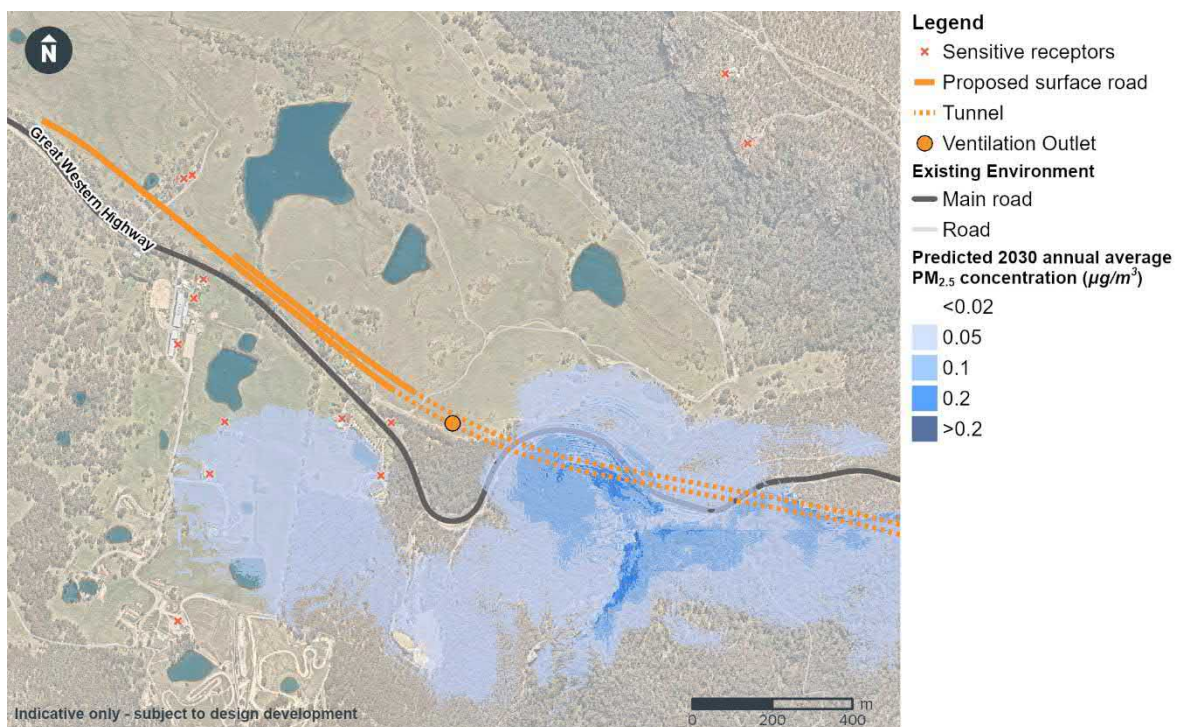 N
Great Western Highway
Indicative only - subject to design development
0 200 400 m
Legend
Sensitive receptors
Proposed surface road
Tunnel
Ventilation Outlet
Existing Environment
Main road
Road
Predicted 2030 annual average
PM2.5 concentration (µg/m³)
<0.02
0.05
0.1
0.2
>0.2